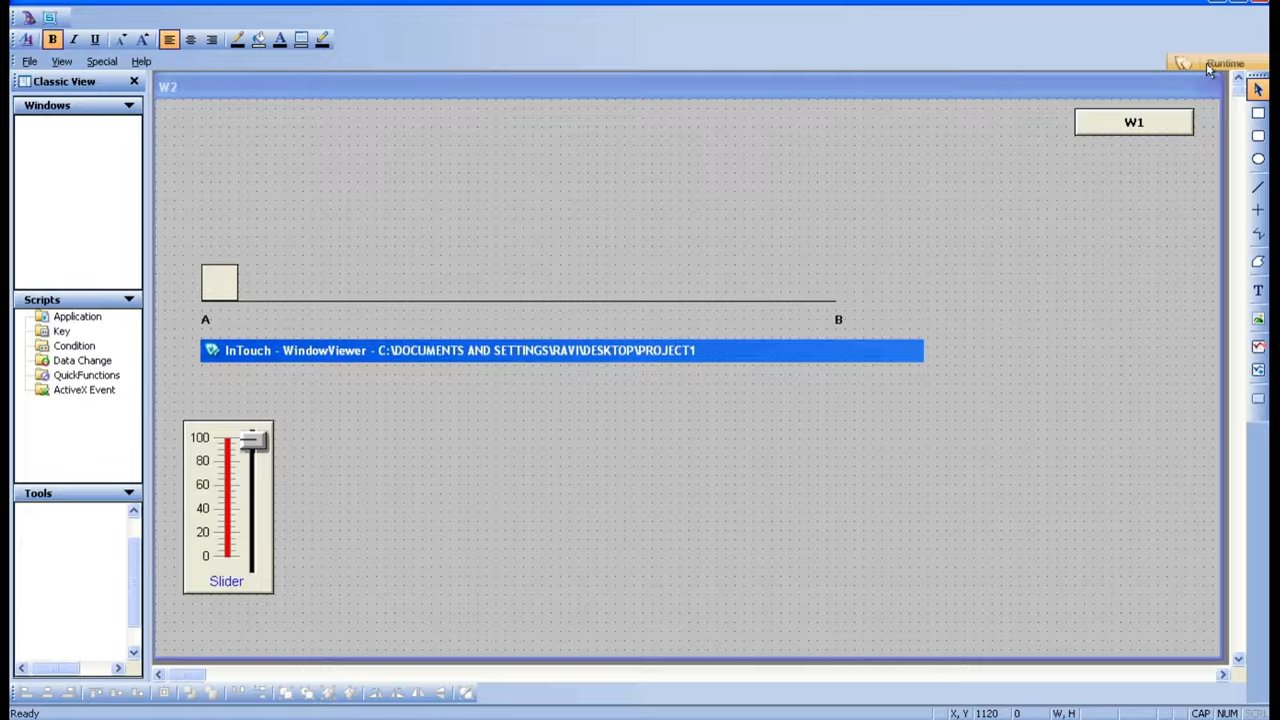 B I U
File View Special Help
Runtime
Classic View
W2
Windows
W1
Scripts
Application
Key
Condition
Data Change
QuickFunctions
ActiveX Event
A
B
InTouch - WindowViewer - C:\DOCUMENTS AND SETTINGS\RAVI\DESKTOP\PROJECT1
100
80
60
40
20
0
Slider
Tools
T
Ready
X, Y 1120 0 W, H CAP NUM SCRL